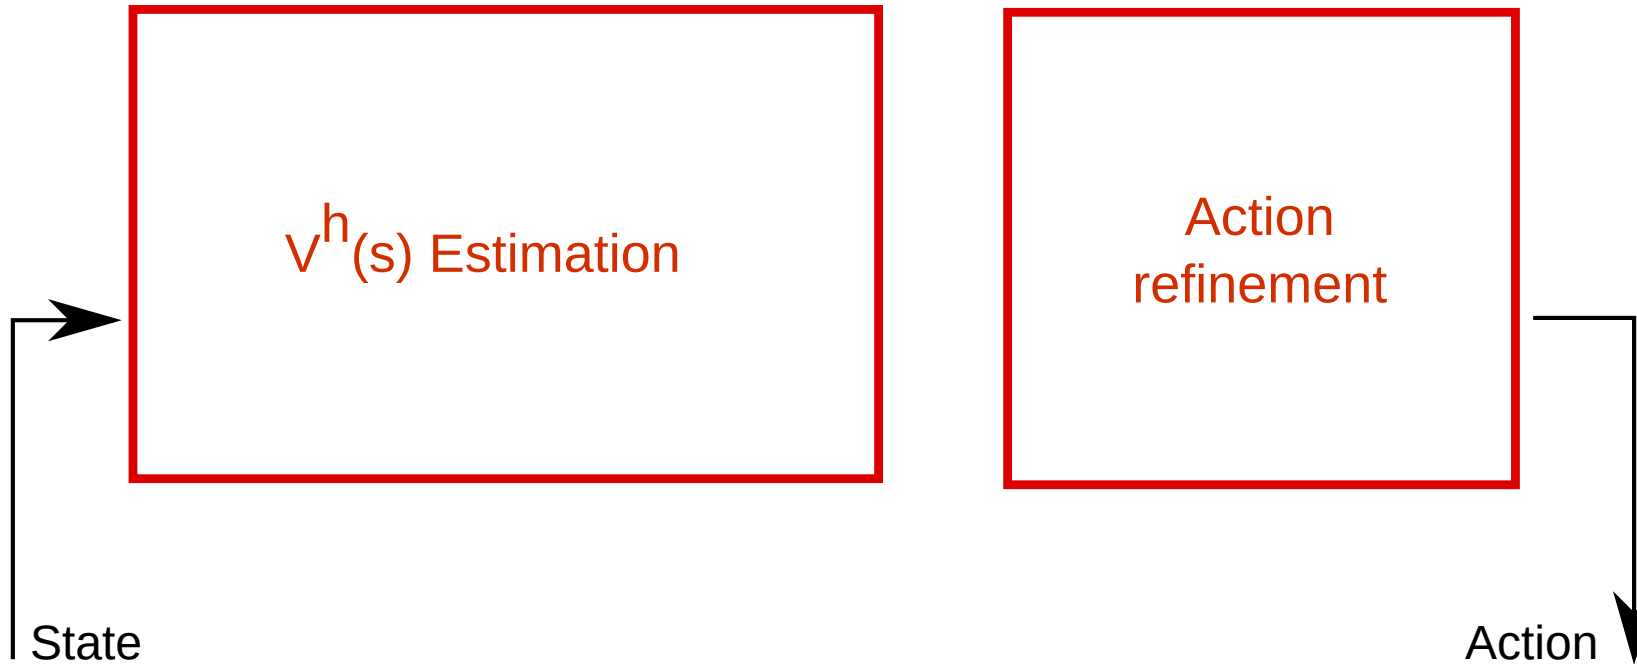 V^h(s) Estimation
Action
refinement
State
Action